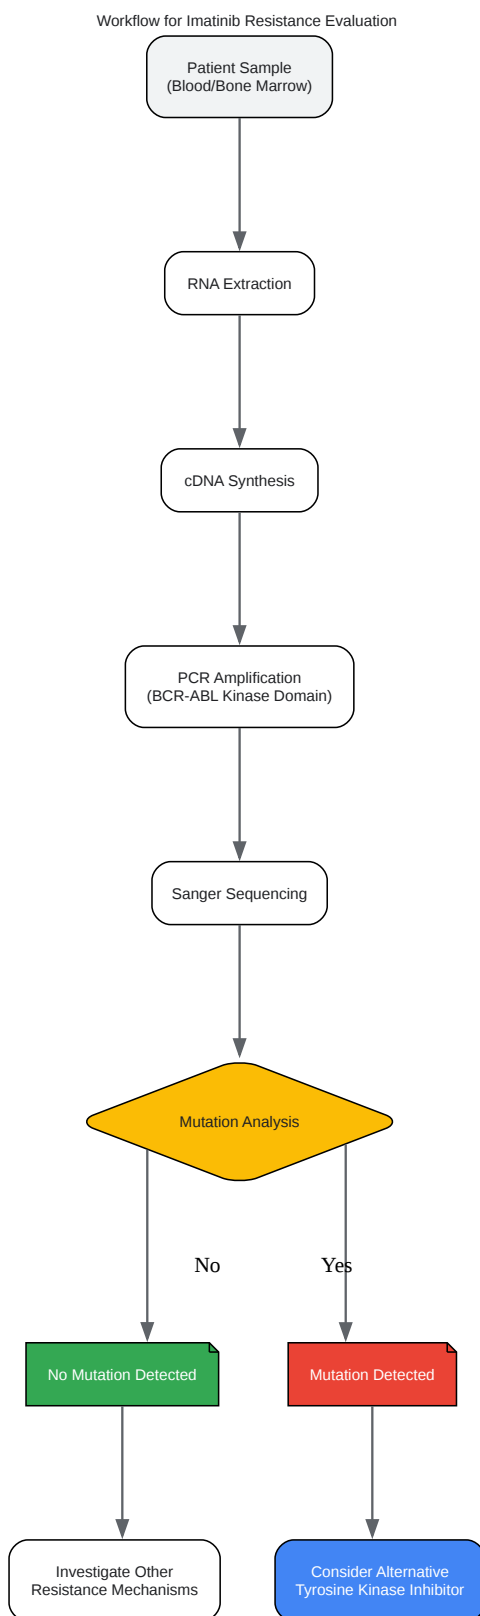 Workflow for Imatinib Resistance Evaluation
Patient Sample
(Blood/Bone Marrow)
RNA Extraction
cDNA Synthesis
PCR Amplification
(BCR-ABL Kinase Domain)
Sanger Sequencing
Mutation Analysis
No
Yes
No Mutation Detected
Mutation Detected
Investigate Other
Resistance Mechanisms
Consider Alternative
Tyrosine Kinase Inhibitor